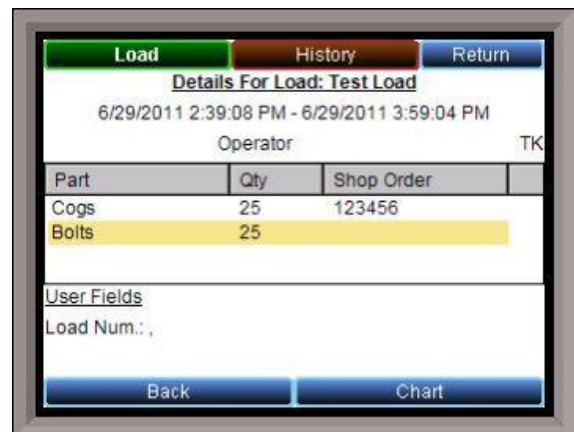 Load History Return
Details For Load: Test Load
6/29/2011 2:39:08 PM - 6/29/2011 3:59:04 PM
Operator TK
Part Qty Shop Order
Cogs 25 123456
Bolts 25
User Fields
Load Num.: ,
Back Chart